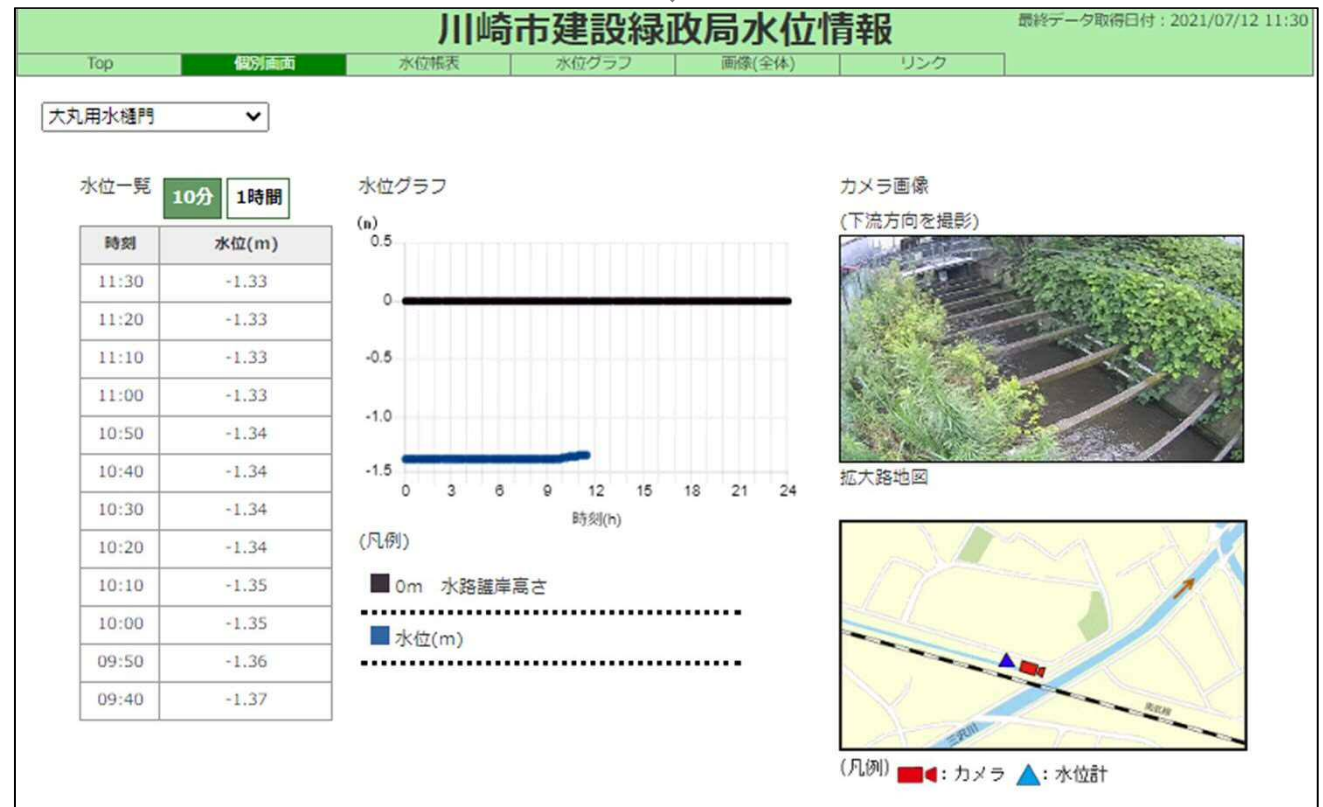 川崎市建設緑政局水位情報
最終データ取得日付：2021/07/12 11:30
Top 個別画面 水位帳表 水位グラフ 画像(全体) リンク
大丸用水樋門
水位一覧 10分 1時間
時刻 水位(m)
11:30 -1.33
11:20 -1.33
11:10 -1.33
11:00 -1.33
10:50 -1.34
10:40 -1.34
10:30 -1.34
10:20 -1.34
10:10 -1.35
10:00 -1.35
09:50 -1.36
09:40 -1.37
水位グラフ
(m)
0.5
0
-0.5
-1.0
-1.5
0 3 6 9 12 15 18 21 24
時刻(h)
(凡例)
0m 水路護岸高さ
水位(m)
カメラ画像
(下流方向を撮影)
拡大路地図
南武線
三沢川
(凡例) ：カメラ ：水位計